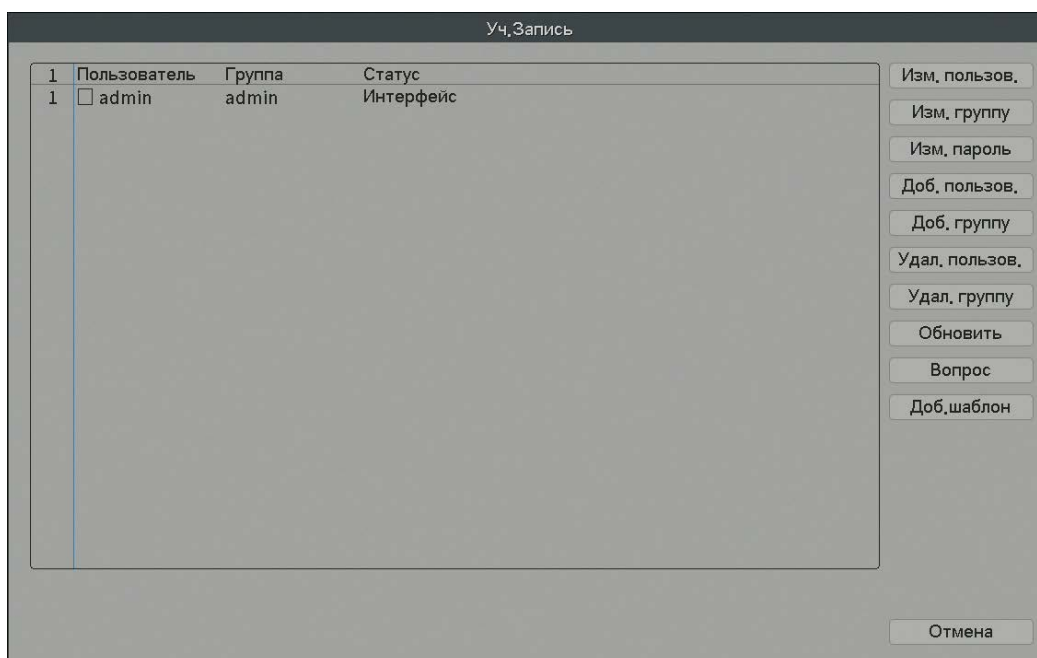 Уч.Запись
1 Пользователь Группа Статус
1 admin admin Интерфейс
Изм. пользов.
Изм. группу
Изм. пароль
Доб. пользов.
Доб. группу
Удал. пользов.
Удал. группу
Обновить
Вопрос
Доб.шаблон
Отмена